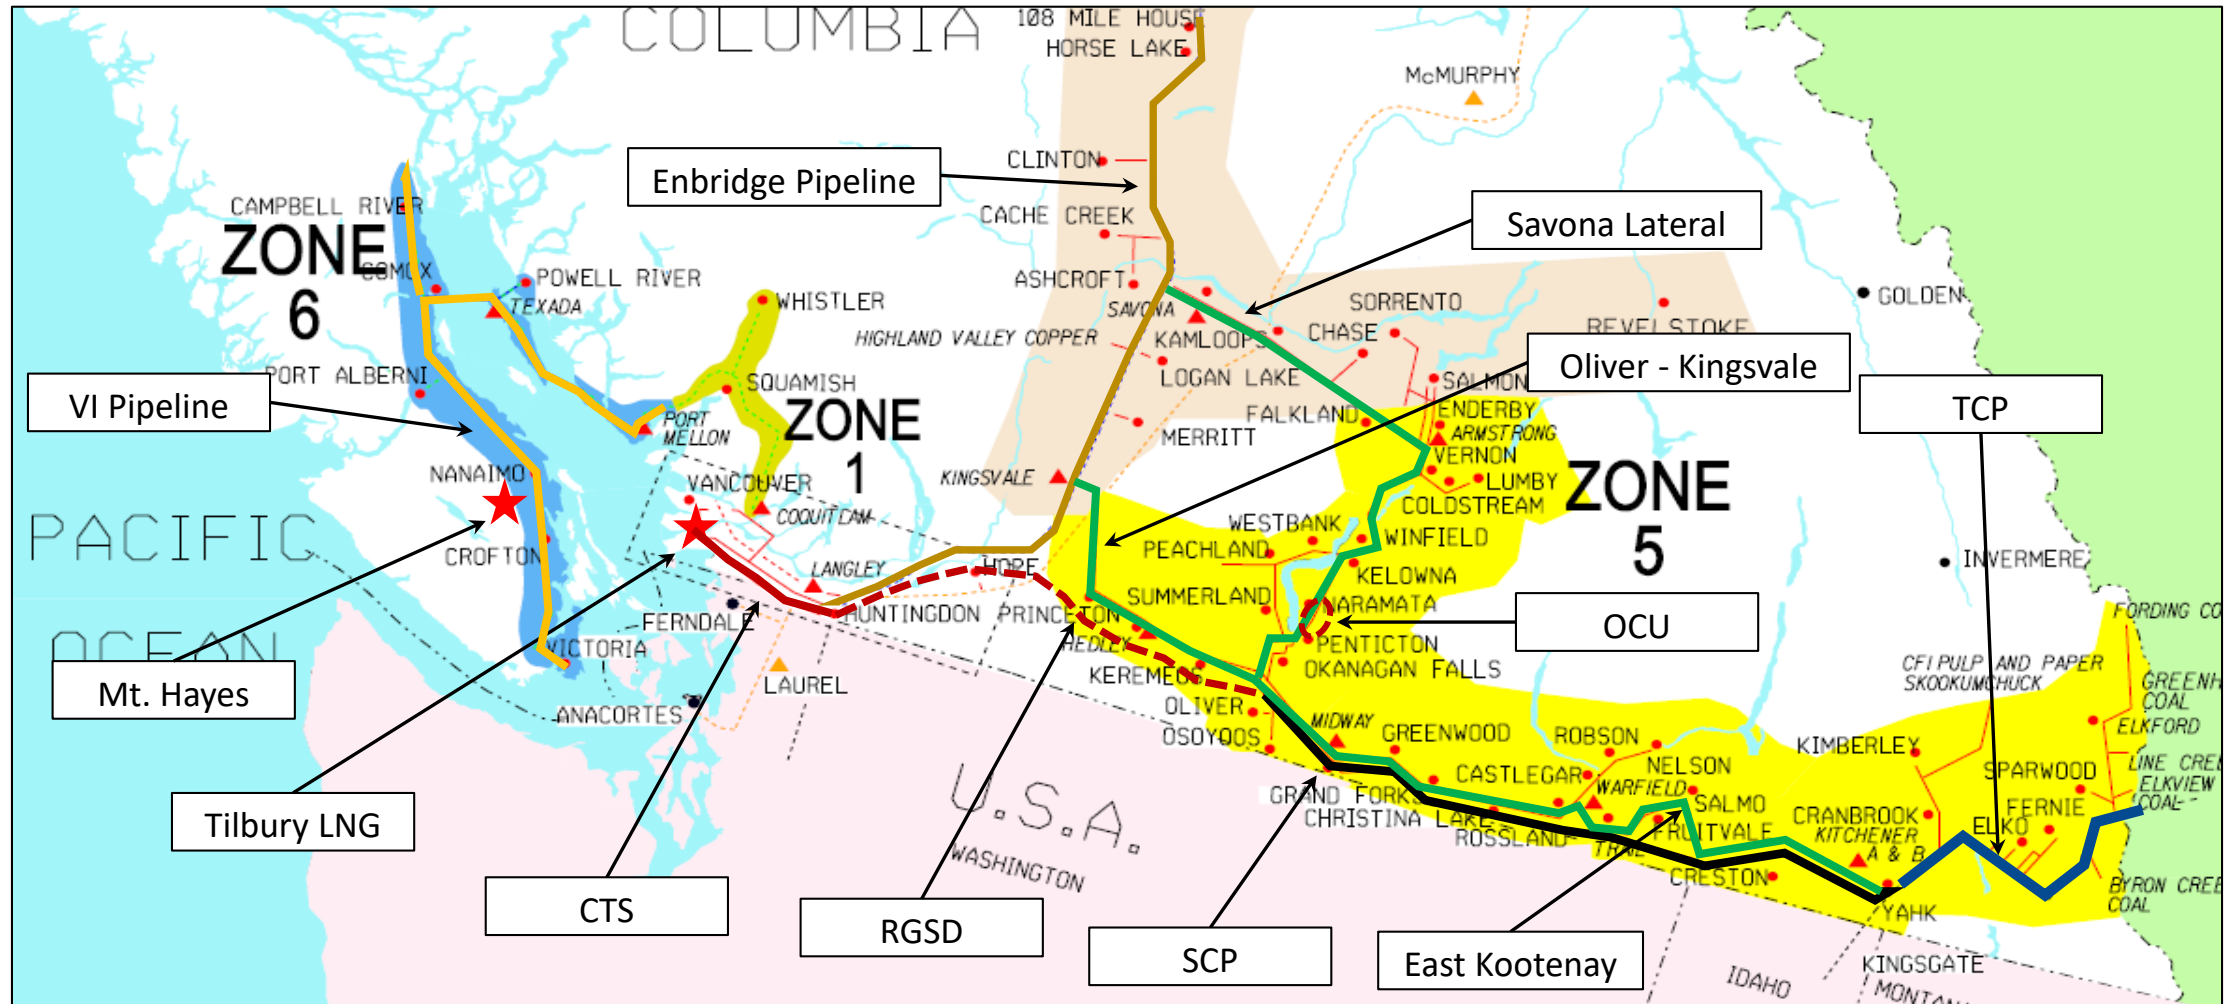 COLUMBIA
108 MILE HOUSE
HORSE LAKE
McMURPHY
CLINTON
Enbridge Pipeline
CACHE CREEK
Savona Lateral
CAMPBELL RIVER
ZONE
6
COMOX
POWELL RIVER
TEXADA
WHISTLER
ASHCROFT
SAVONA
SORRENTO
GOLDEN
HIGHLAND VALLEY COPPER
KAMLOOPS
CHASE
REVELSTOKE
Oliver - Kingsvale
PORT ALBERNI
SQUAMISH
LOGAN LAKE
SALMON
VI Pipeline
TCP
PORT
MELLON
ZONE
1
FALKLAND
ENDERBY
ARMSTRONG
MERRITT
VERNON
NANAIMO
VANCOUVER
KINGSVALE
LUMBY
ZONE
5
COLDSTREAM
COQUITLAM
PACIFIC
OCEAN
WESTBANK
WINFIELD
PEACHLAND
CROFTON
LANGLEY
HOPE
KELOWNA
INVERMERE
SUMMERLAND
NARAMATA
FERNDALE
HUNTINGDON
PRINCETON
OCU
FORDING CO
HEDLEY
PENTICTON
VICTORIA
OKANAGAN FALLS
CFI PULP AND PAPER
SKOOKUMCHUCK
Mt. Hayes
LAUREL
KEREMEOS
GREENH
COAL
ANACORTES
OLIVER
ELKFORD
OSOYOOS
MIDWAY
GREENWOOD
ROBSON
KIMBERLEY
U.S.A.
WASHINGTON
NELSON
CASTLEGAR
SPARWOOD
LINE CREE
ELKVIEW
COAL
GRAND FORKS
WARFIELD
SALMO
CRANBROOK
FERNIE
Tilbury LNG
CHRISTINA LAKE
ROSSLAND
FRUITVALE
KITCHENER
A & B
ELKO
TRAIL
CRESTON
BYRON CREE
COAL
YAHK
CTS
RGSD
SCP
East Kootenay
KINGSGATE
IDAHO
MONTAN